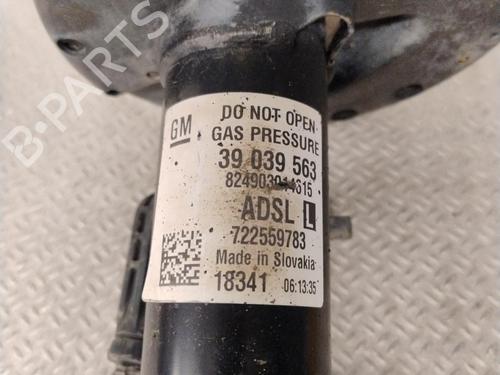 GM
DO NOT OPEN
GAS PRESSURE
39 039 563
824903014315
ADSL L
722559783
Made in Slovakia
18341 06:13:35
B-PARTS